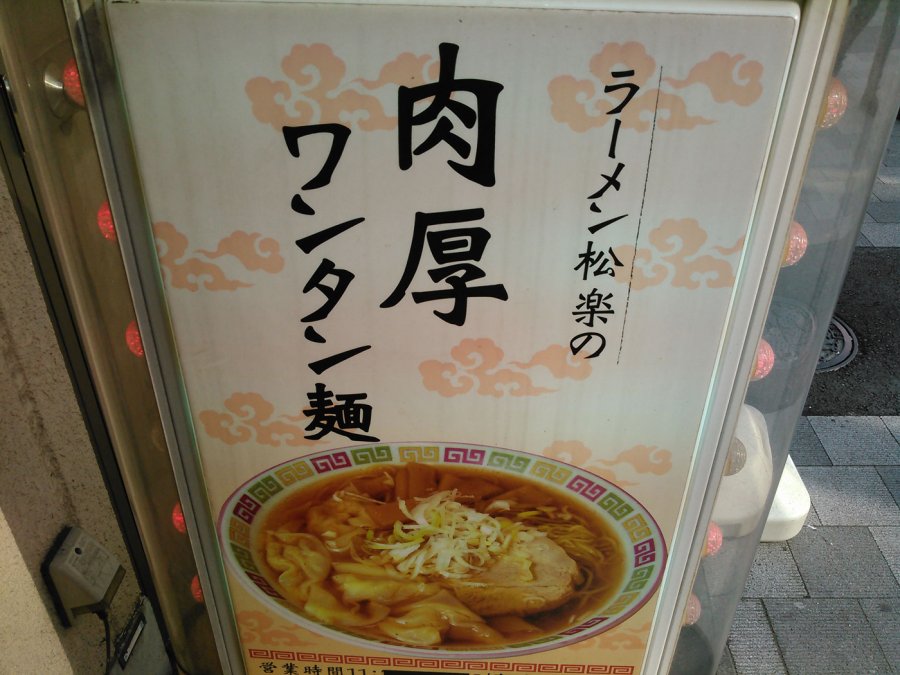 ラーメン松楽の
肉厚
ワンタン麺
営業時間11: